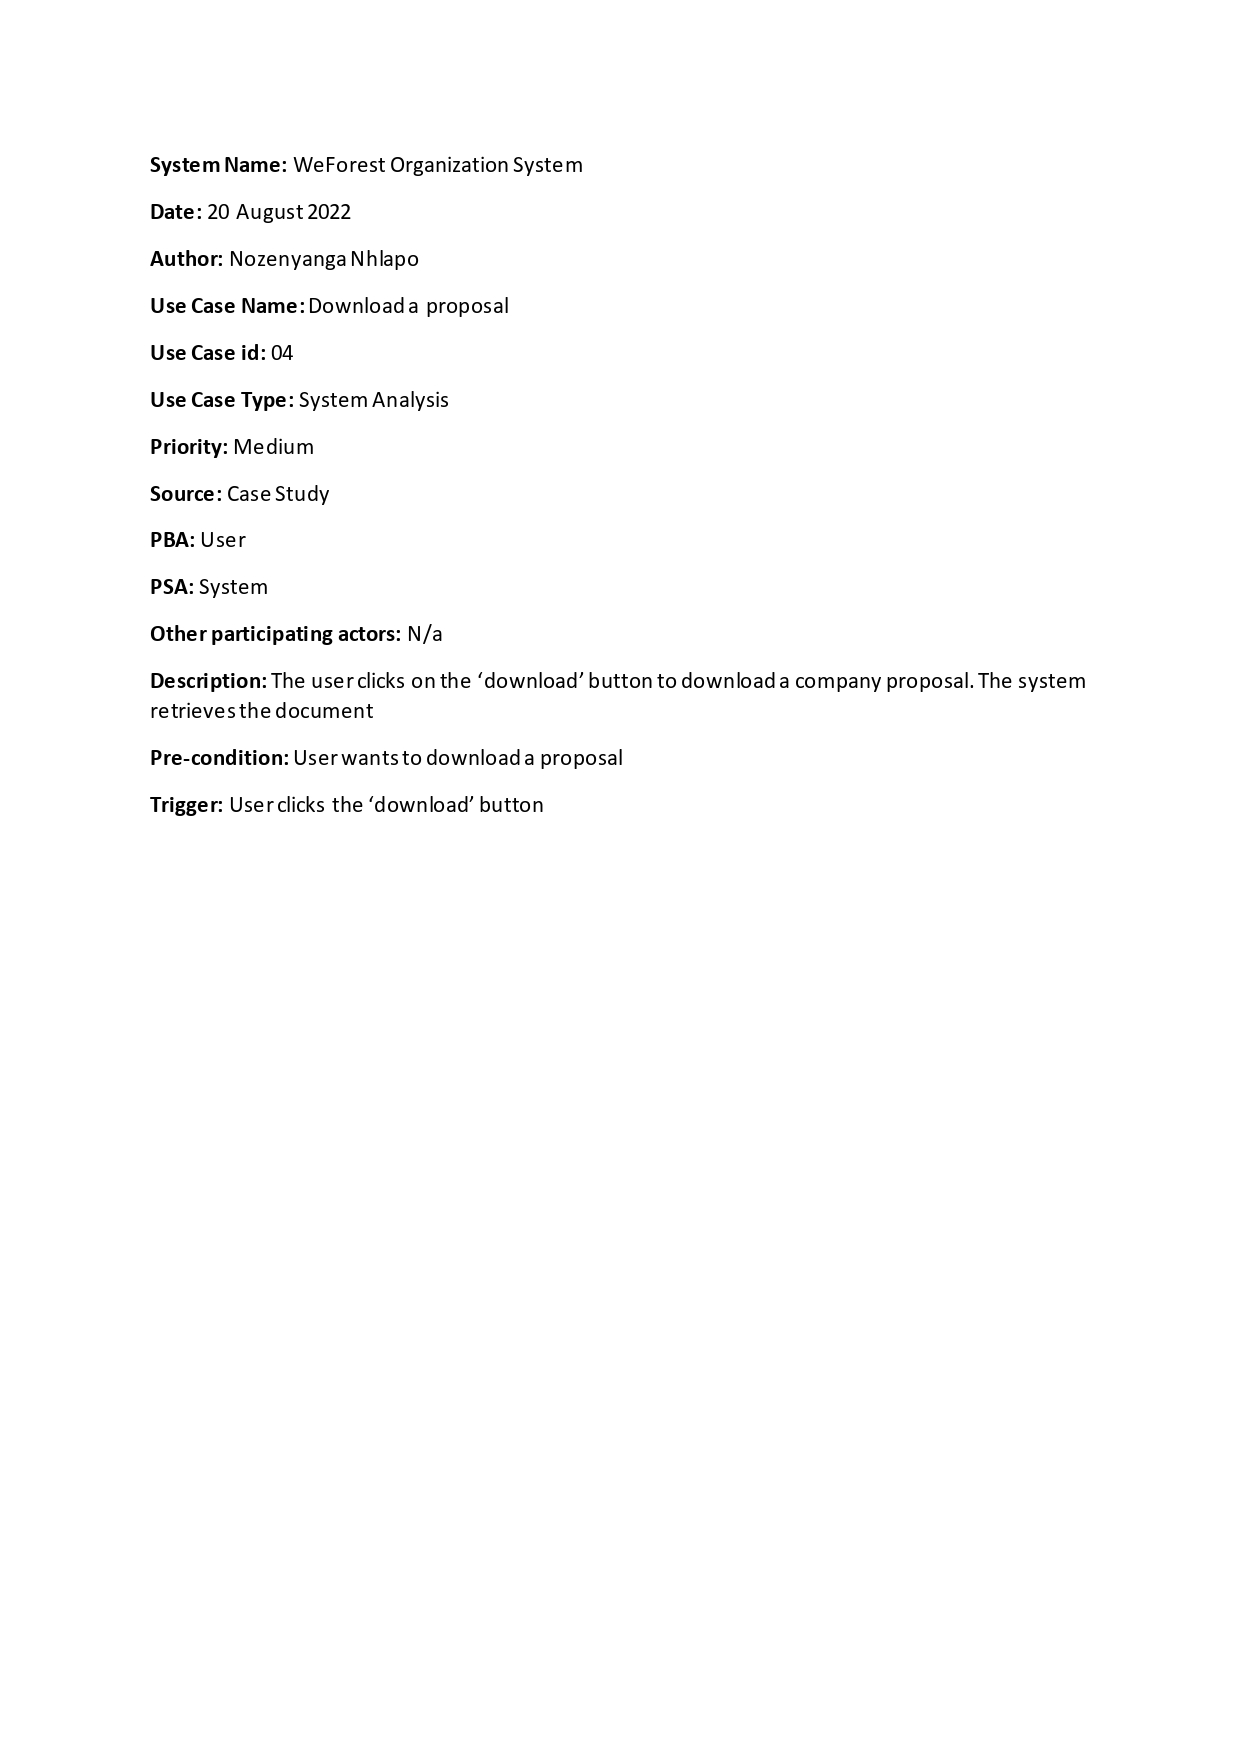 System Name: WeForest Organization System
Date: 20 August 2022
Author: Nozenyanga Nhlapo
Use Case Name: Download a proposal
Use Case id: 04
Use Case Type: System Analysis
Priority: Medium
Source: Case Study
PBA: User
PSA: System
Other participating actors: N/a
Description: The user clicks on the ‘download’ button to download a company proposal. The system
retrieves the document
Pre-condition: User wants to download a proposal
Trigger: User clicks the ‘download’ button